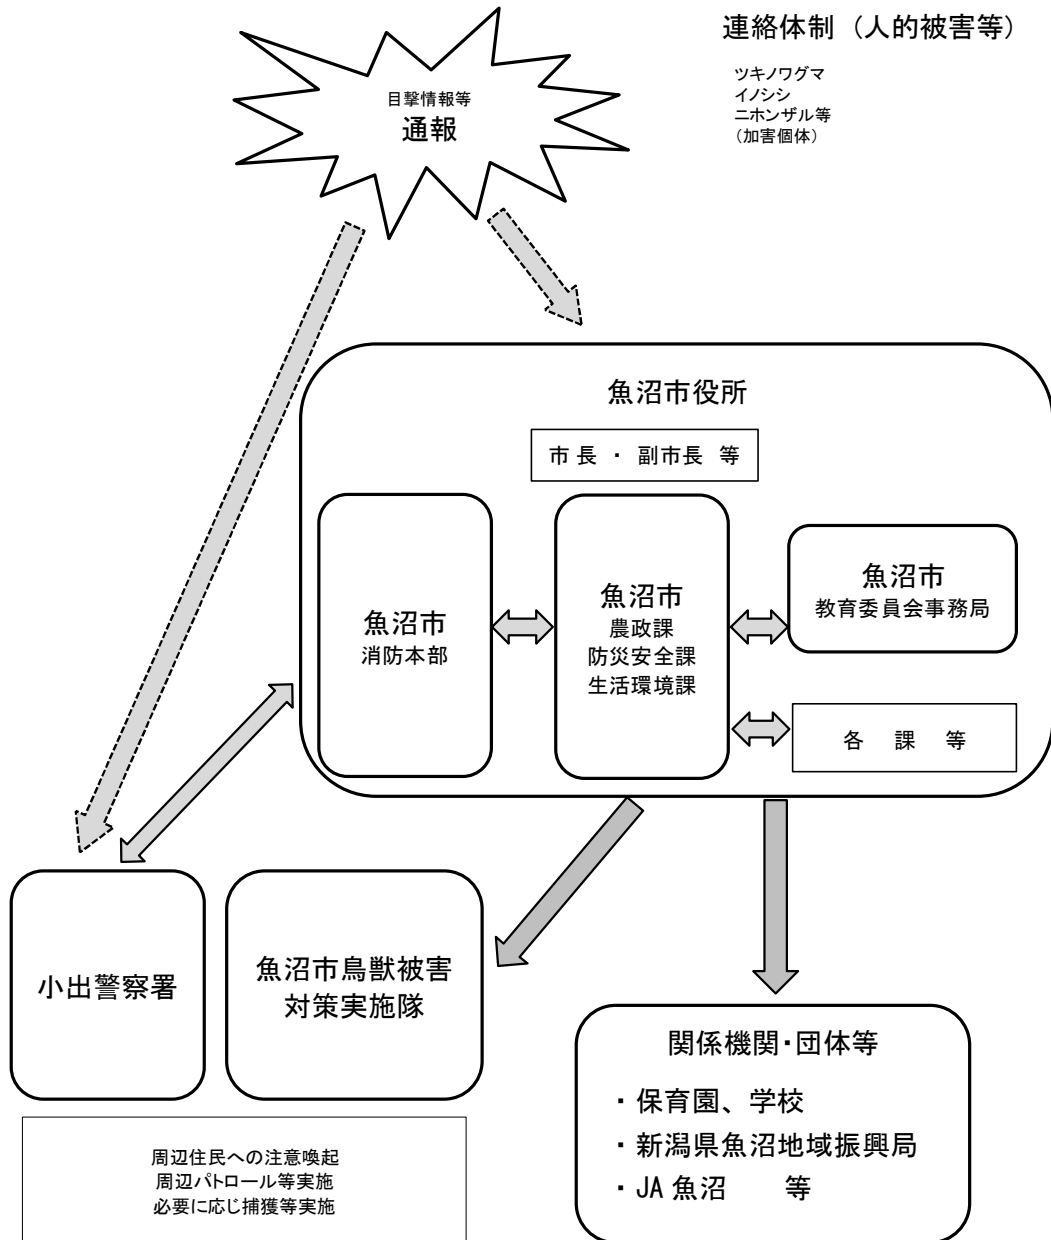 連絡体制（人的被害等）
ツキノワグマ
イノシシ
ニホンザル等
（加害個体）
目撃情報等
通報
魚沼市役所
市長・副市長 等
魚沼市
消防本部
魚沼市
農政課
防災安全課
生活環境課
魚沼市
教育委員会事務局
各 課 等
小出警察署
魚沼市鳥獣被害
対策実施隊
関係機関・団体等
・保育園、学校
・新潟県魚沼地域振興局
・JA 魚沼 等
周辺住民への注意喚起
周辺パトロール等実施
必要に応じ捕獲等実施